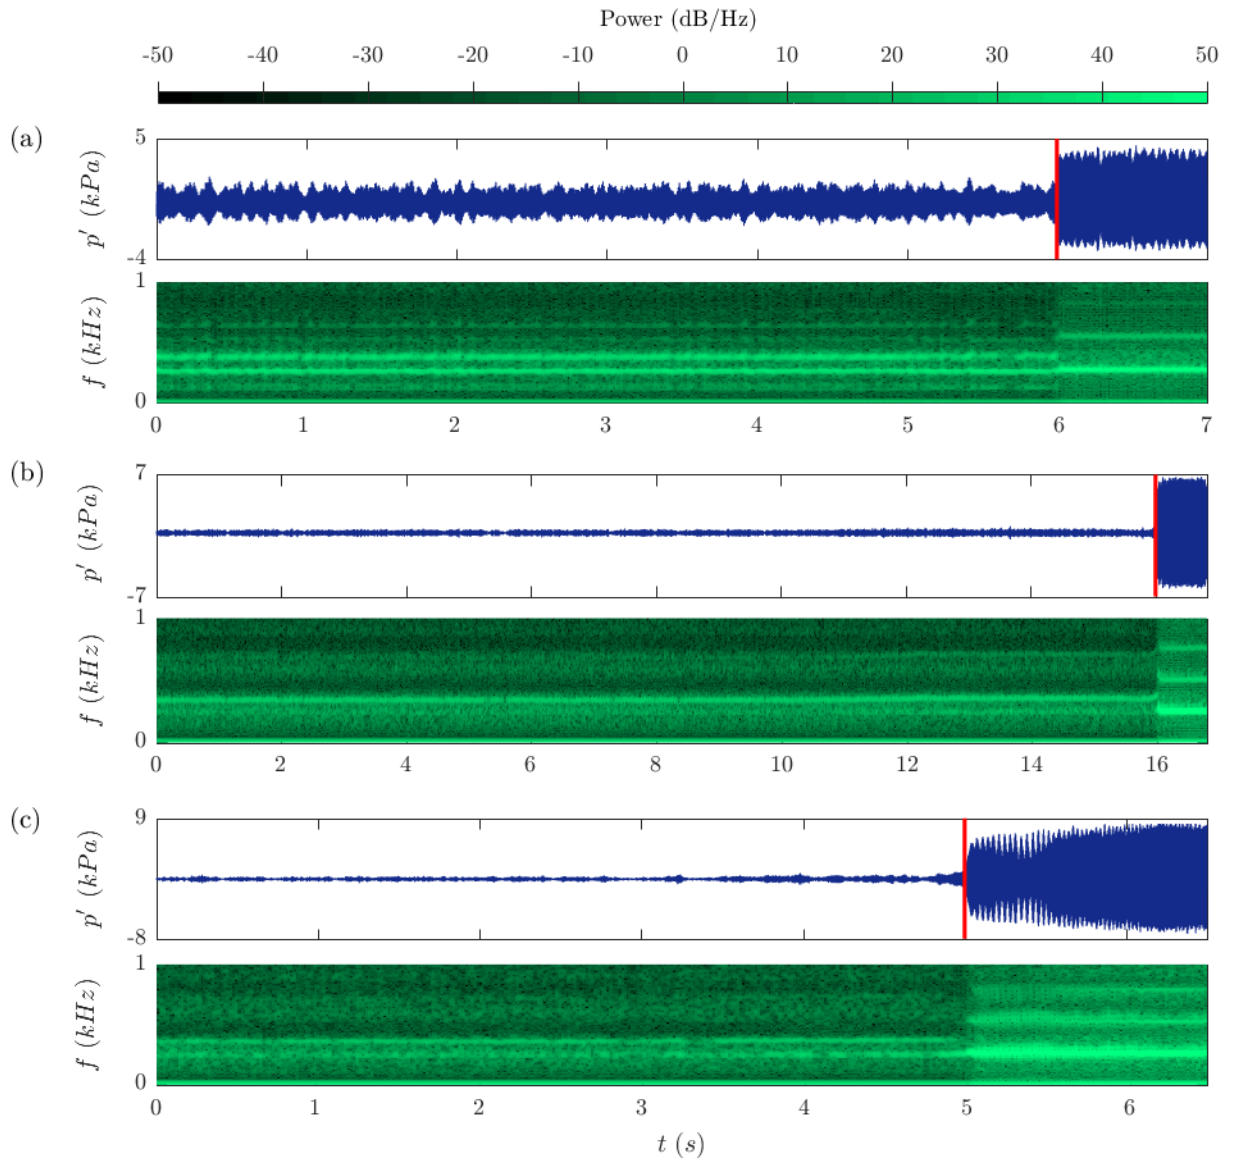 Power (dB/Hz)
-50 -40 -30 -20 -10 0 10 20 30 40 50
(a)
5
p′ (kPa)
-4
1
f (kHz)
0
0 1 2 3 4 5 6 7
(b)
7
p′ (kPa)
-7
1
f (kHz)
0
0 2 4 6 8 10 12 14 16
(c)
9
p′ (kPa)
-8
1
f (kHz)
0
0 1 2 3 4 5 6
t (s)